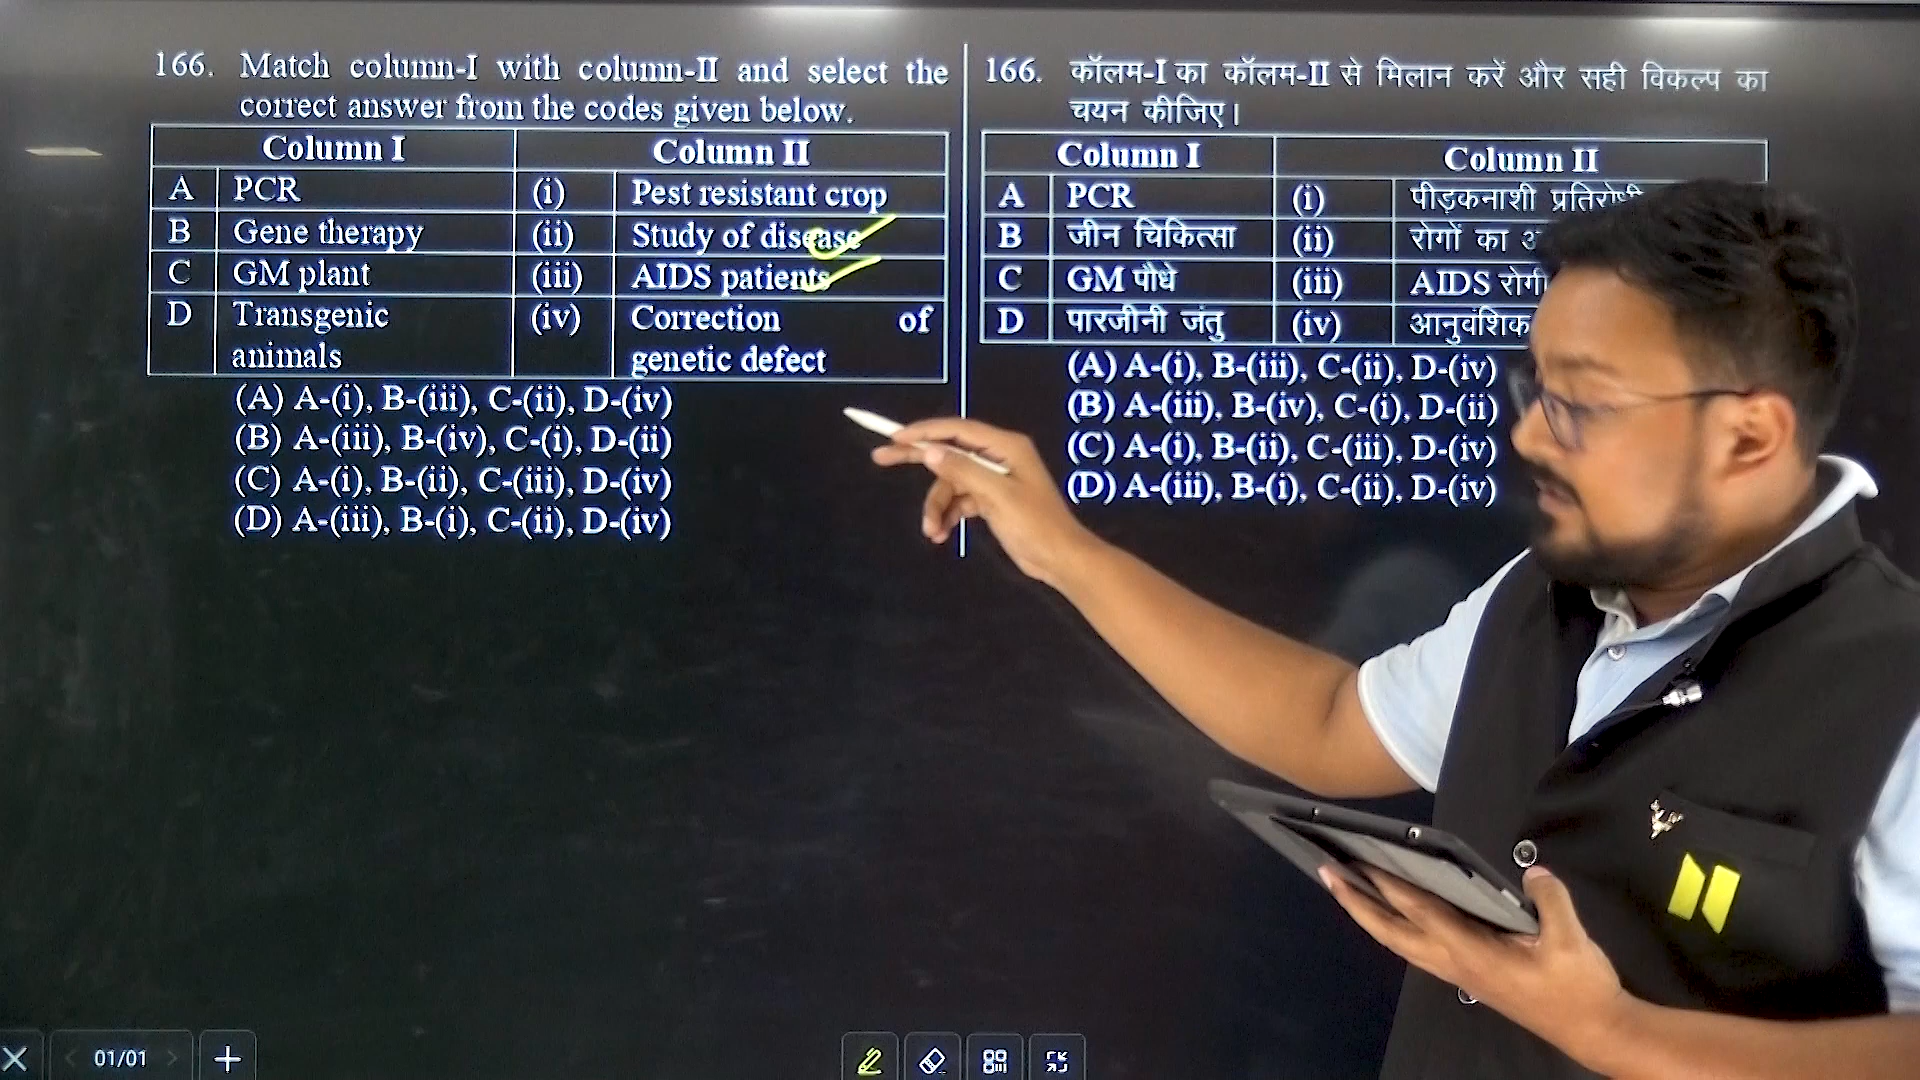 166. Match column-I with column-II and select the
correct answer from the codes given below.
Column I Column II
A PCR (i) Pest resistant crop
B Gene therapy (ii) Study of disease
C GM plant (iii) AIDS patients
D Transgenic (iv) Correction of
animals genetic defect
(A) A-(i), B-(iii), C-(ii), D-(iv)
(B) A-(iii), B-(iv), C-(i), D-(ii)
(C) A-(i), B-(ii), C-(iii), D-(iv)
(D) A-(iii), B-(i), C-(ii), D-(iv)
166. कॉलम-I का कॉलम-II से मिलान करें और सही विकल्प का
चयन कीजिए।
Column I Column II
A PCR (i) पीड़कनाशी
B जीन चिकित्सा (ii) रोगों का
C GM पौधे (iii) AIDS रोगी
D पारजीनी जंतु (iv) आनुवंशिक
(A) A-(i), B-(iii), C-(ii), D-(iv)
(B) A-(iii), B-(iv), C-(i), D-(ii)
(C) A-(i), B-(ii), C-(iii), D-(iv)
(D) A-(iii), B-(i), C-(ii), D-(iv)
01/01